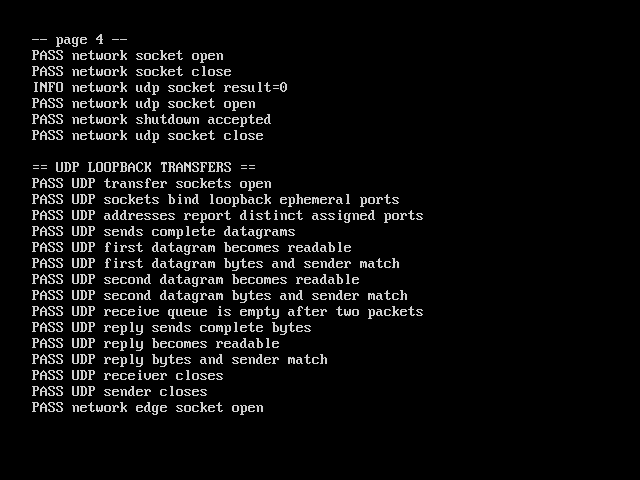 -- page 4 --
PASS network socket open
PASS network socket close
INFO network udp socket result=0
PASS network udp socket open
PASS network shutdown accepted
PASS network udp socket close
== UDP LOOPBACK TRANSFERS ==
PASS UDP transfer sockets open
PASS UDP sockets bind loopback ephemeral ports
PASS UDP addresses report distinct assigned ports
PASS UDP sends complete datagrams
PASS UDP first datagram becomes readable
PASS UDP first datagram bytes and sender match
PASS UDP second datagram becomes readable
PASS UDP second datagram bytes and sender match
PASS UDP receive queue is empty after two packets
PASS UDP reply sends complete bytes
PASS UDP reply becomes readable
PASS UDP reply bytes and sender match
PASS UDP receiver closes
PASS UDP sender closes
PASS network edge socket open